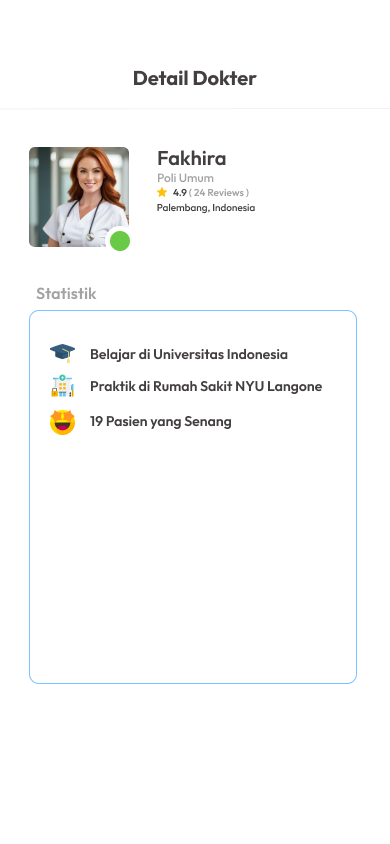 Detail Dokter
Fakhira
Poli Umum
4.9 ( 24 Reviews )
Palembang, Indonesia
Statistik
Belajar di Universitas Indonesia
Praktik di Rumah Sakit NYU Langone
19 Pasien yang Senang